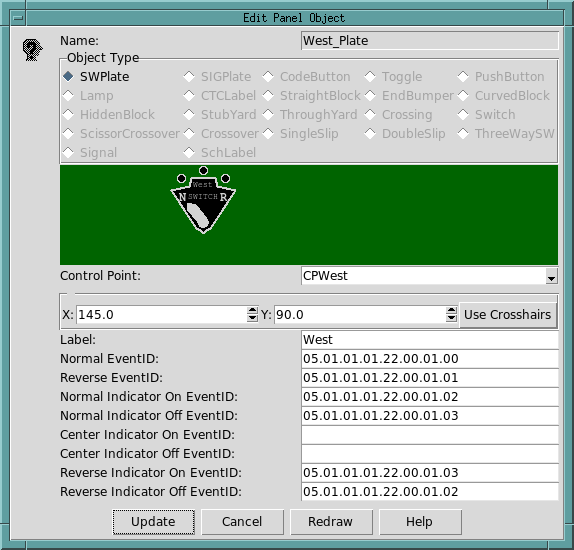 Edit Panel Object
Name: West_Plate
Object Type
SWPlate SIGPlate CodeButton Toggle PushButton
Lamp CTCLabel StraightBlock EndBumper CurvedBlock
HiddenBlock StubYard ThroughYard Crossing Switch
ScissorCrossover Crossover SingleSlip DoubleSlip ThreeWaySW
Signal SchLabel
West
N SWITCH R
Control Point: CPWest
X: 145.0 Y: 90.0 Use Crosshairs
Label: West
Normal EventID: 05.01.01.01.22.00.01.00
Reverse EventID: 05.01.01.01.22.00.01.01
Normal Indicator On EventID: 05.01.01.01.22.00.01.02
Normal Indicator Off EventID: 05.01.01.01.22.00.01.03
Center Indicator On EventID:
Center Indicator Off EventID:
Reverse Indicator On EventID: 05.01.01.01.22.00.01.03
Reverse Indicator Off EventID: 05.01.01.01.22.00.01.02
Update Cancel Redraw Help